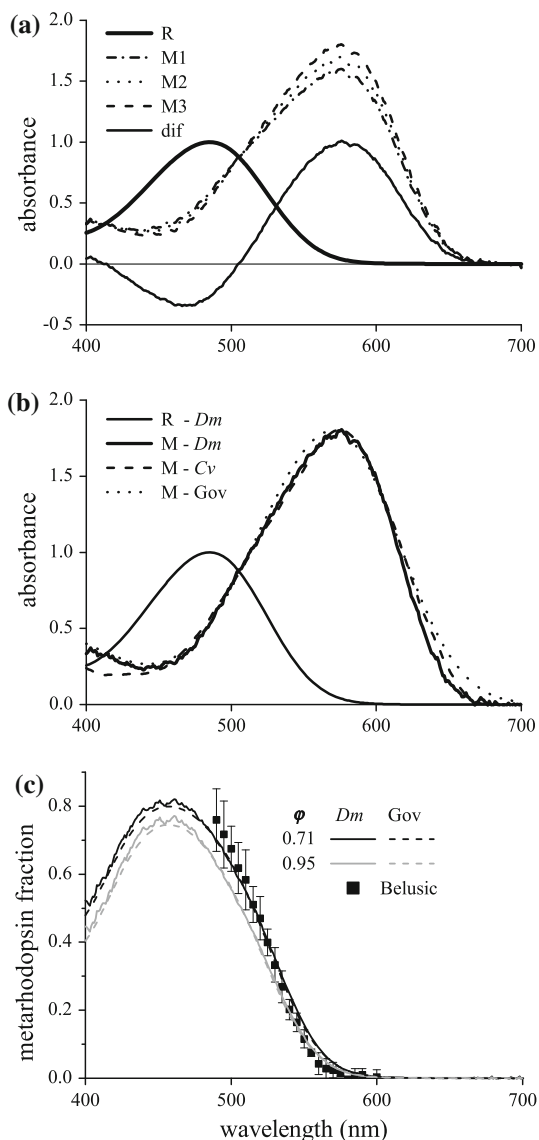 (a)
2.0
1.5
1.0
0.5
0.0
-0.5
absorbance
R
M1
M2
M3
dif
400 500 600 700
(b)
2.0
1.5
1.0
0.5
0.0
absorbance
R - Dm
M - Dm
M - Cv
M - Gov
400 500 600 700
(c)
0.8
0.6
0.4
0.2
0.0
metarhodopsin fraction
φ Dm Gov
0.71
0.95
Belusic
400 500 600 700
wavelength (nm)